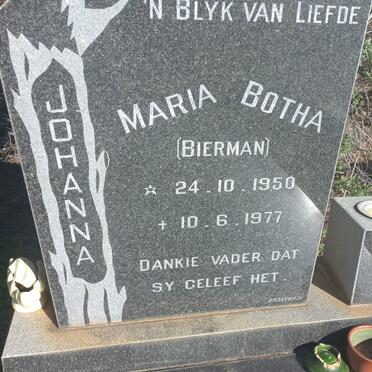 'N BLYK VAN LIEFDE
JOHANNA
MARIA BOTHA
(BIERMAN)
☆ 24.10.1950
✝ 10.6.1977
DANKIE VADER DAT
SY GELEEF HET.